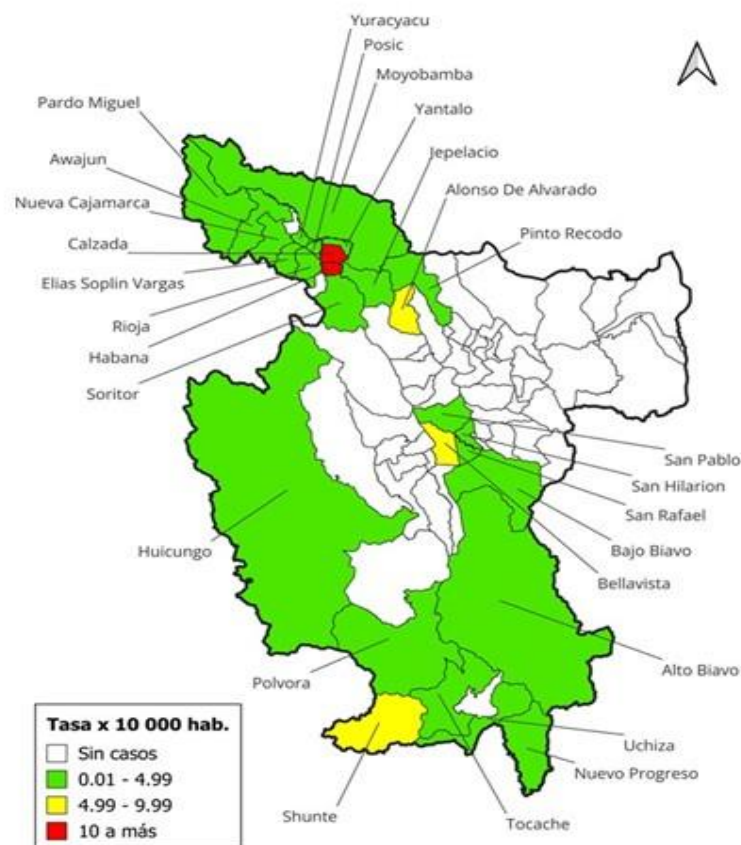 Yuracyacu
Posic
Moyobamba
Pardo Miguel
Yantalo
Awajun
Jepelacio
Nueva Cajamarca
Alonso De Alvarado
Calzada
Pinto Recodo
Elias Soplin Vargas
Rioja
Habana
Soritor
San Pablo
San Hilarion
San Rafael
Huicungo
Bajo Biavo
Bellavista
Polvora
Alto Biavo
Tasa x 10 000 hab.
Sin casos
0.01 - 4.99
4.99 - 9.99
10 a más
Uchiza
Nuevo Progreso
Shunte
Tocache